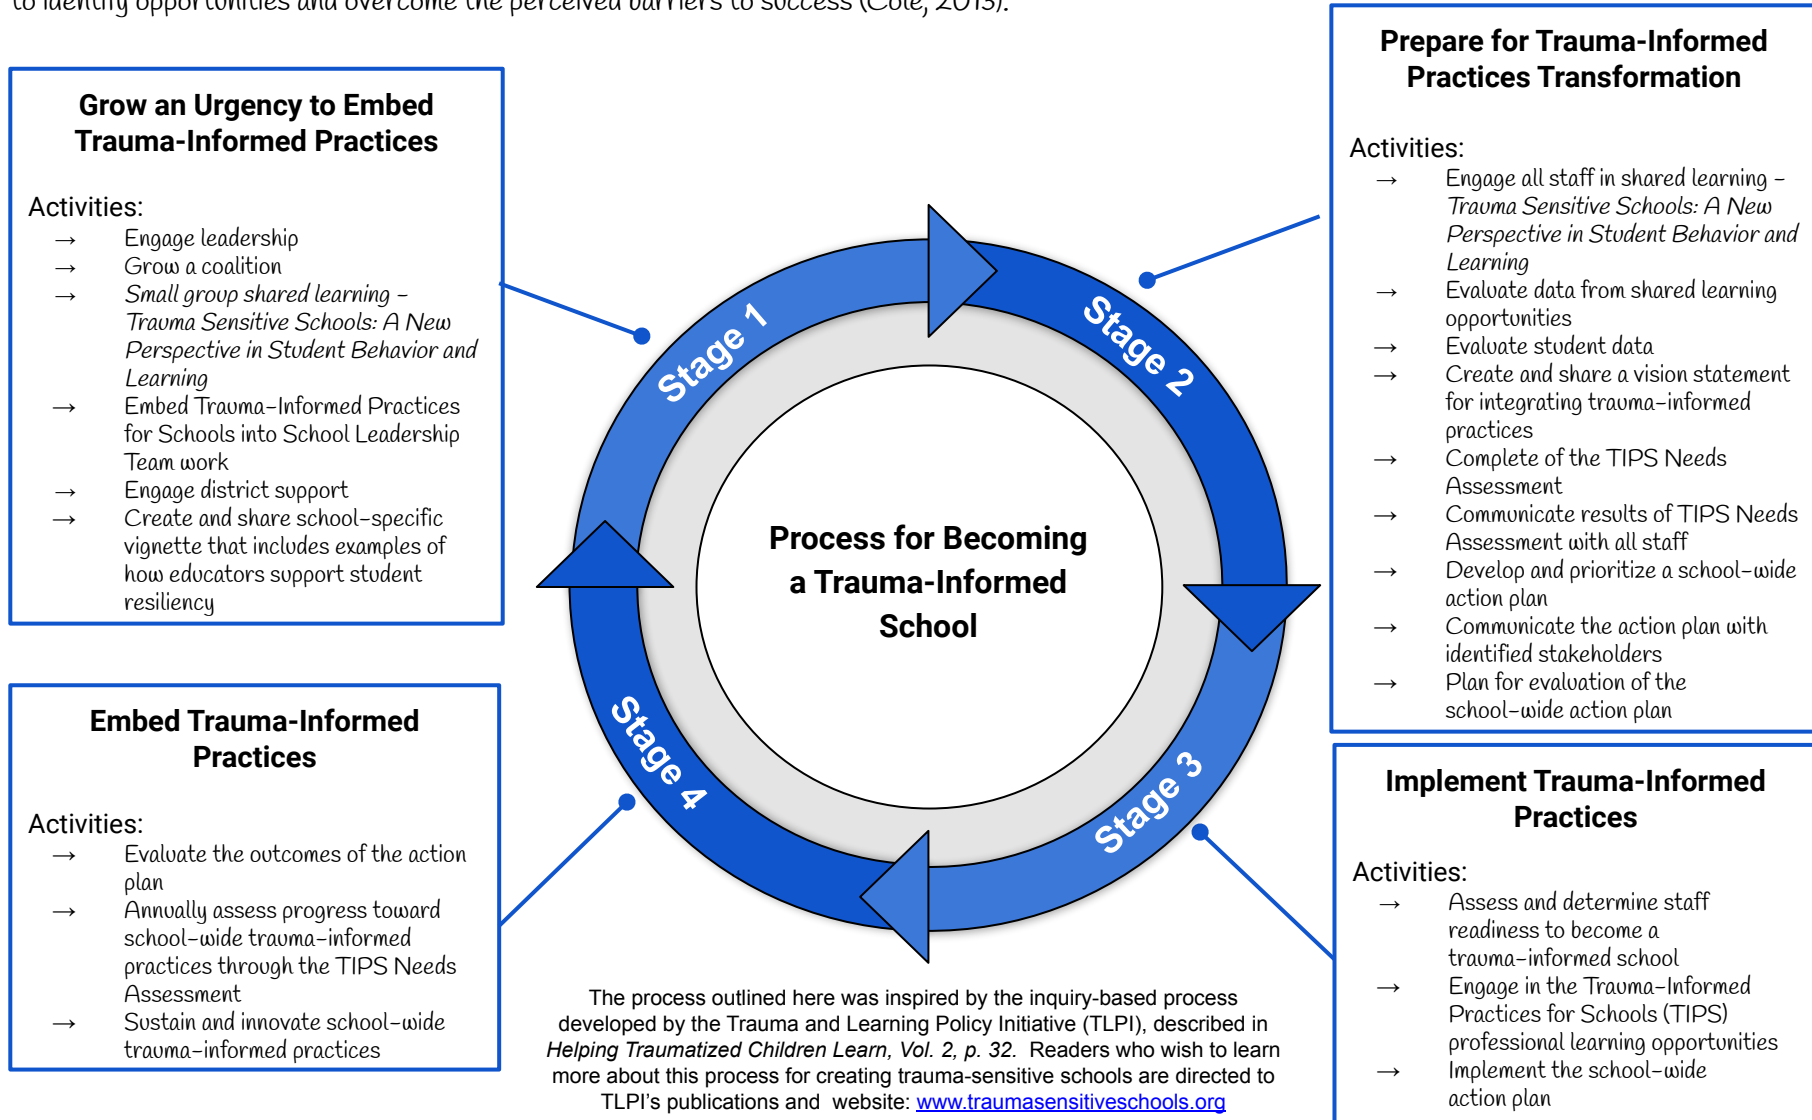 to identify opportunities and overcome the perceived barriers to success (Cole, 2013).
Grow an Urgency to Embed
Trauma-Informed Practices
Activities:
→ Engage leadership
→ Grow a coalition
→ Small group shared learning –
Trauma Sensitive Schools: A New
Perspective in Student Behavior and
Learning
→ Embed Trauma-Informed Practices
for Schools into School Leadership
Team work
→ Engage district support
→ Create and share school-specific
vignette that includes examples of
how educators support student
resiliency
Prepare for Trauma-Informed
Practices Transformation
Activities:
→ Engage all staff in shared learning –
Trauma Sensitive Schools: A New
Perspective in Student Behavior and
Learning
→ Evaluate data from shared learning
opportunities
→ Evaluate student data
→ Create and share a vision statement
for integrating trauma-informed
practices
→ Complete of the TIPS Needs
Assessment
→ Communicate results of TIPS Needs
Assessment with all staff
→ Develop and prioritize a school-wide
action plan
→ Communicate the action plan with
identified stakeholders
→ Plan for evaluation of the
school-wide action plan
Stage 1
Stage 2
Stage 3
Stage 4
Process for Becoming
a Trauma-Informed
School
Embed Trauma-Informed
Practices
Activities:
→ Evaluate the outcomes of the action
plan
→ Annually assess progress toward
school-wide trauma-informed
practices through the TIPS Needs
Assessment
→ Sustain and innovate school-wide
trauma-informed practices
Implement Trauma-Informed
Practices
Activities:
→ Assess and determine staff
readiness to become a
trauma-informed school
→ Engage in the Trauma-Informed
Practices for Schools (TIPS)
professional learning opportunities
→ Implement the school-wide
action plan
The process outlined here was inspired by the inquiry-based process
developed by the Trauma and Learning Policy Initiative (TLPI), described in
Helping Traumatized Children Learn, Vol. 2, p. 32. Readers who wish to learn
more about this process for creating trauma-sensitive schools are directed to
TLPI's publications and website: www.traumasensitiveschools.org